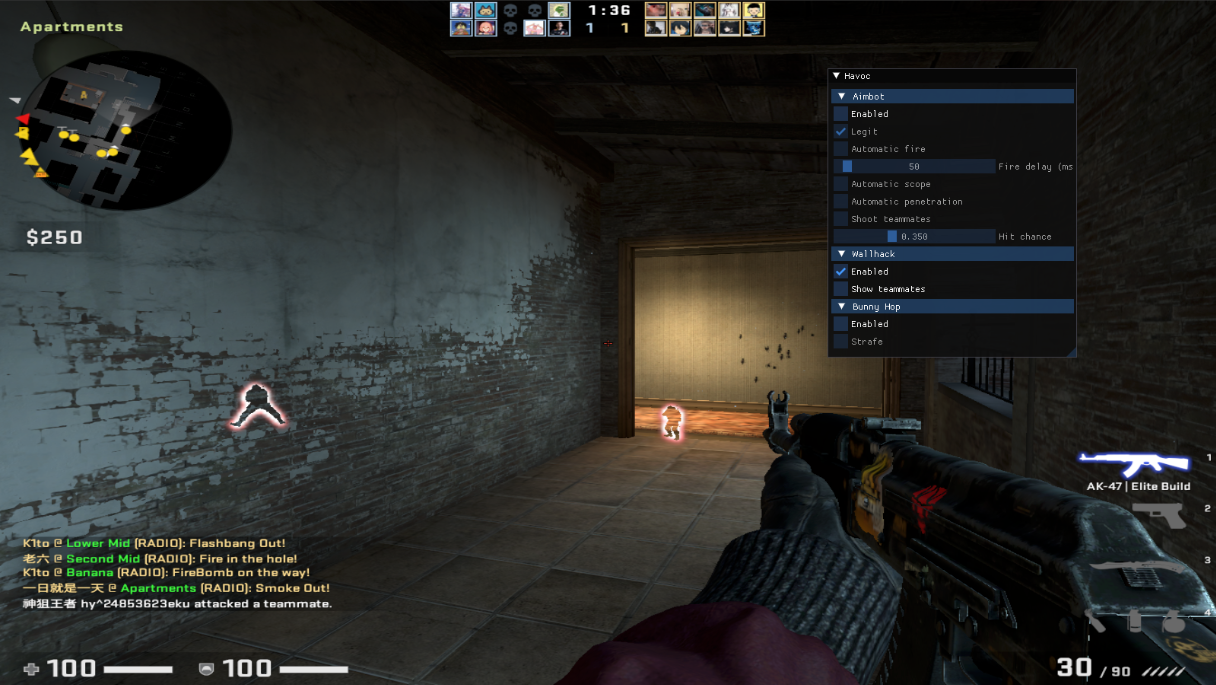 Apartments
1:36
1 1
A
$250
Havoc
Aimbot
Enabled
Legit
Automatic fire
50 Fire delay (ms
Automatic scope
Automatic penetration
Shoot teammates
0.350 Hit chance
Wallhack
Enabled
Show teammates
Bunny Hop
Enabled
Strafe
1
AK-47 | Elite Build
2
3
4
K1to @ Lower Mid (RADIO): Flashbang Out!
老六 @ Second Mid (RADIO): Fire in the hole!
K1to @ Banana (RADIO): FireBomb on the way!
一日就是一天 @ Apartments (RADIO): Smoke Out!
神狙王者 hy^24853623eku attacked a teammate.
100 100
30 / 90